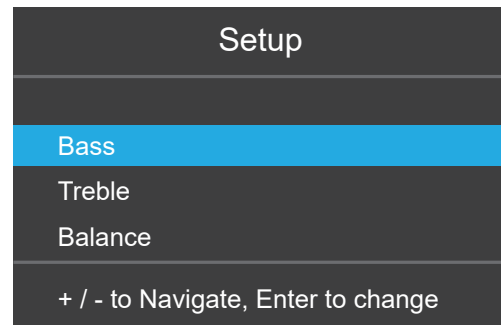 Setup
Bass
Treble
Balance
+ / - to Navigate, Enter to change